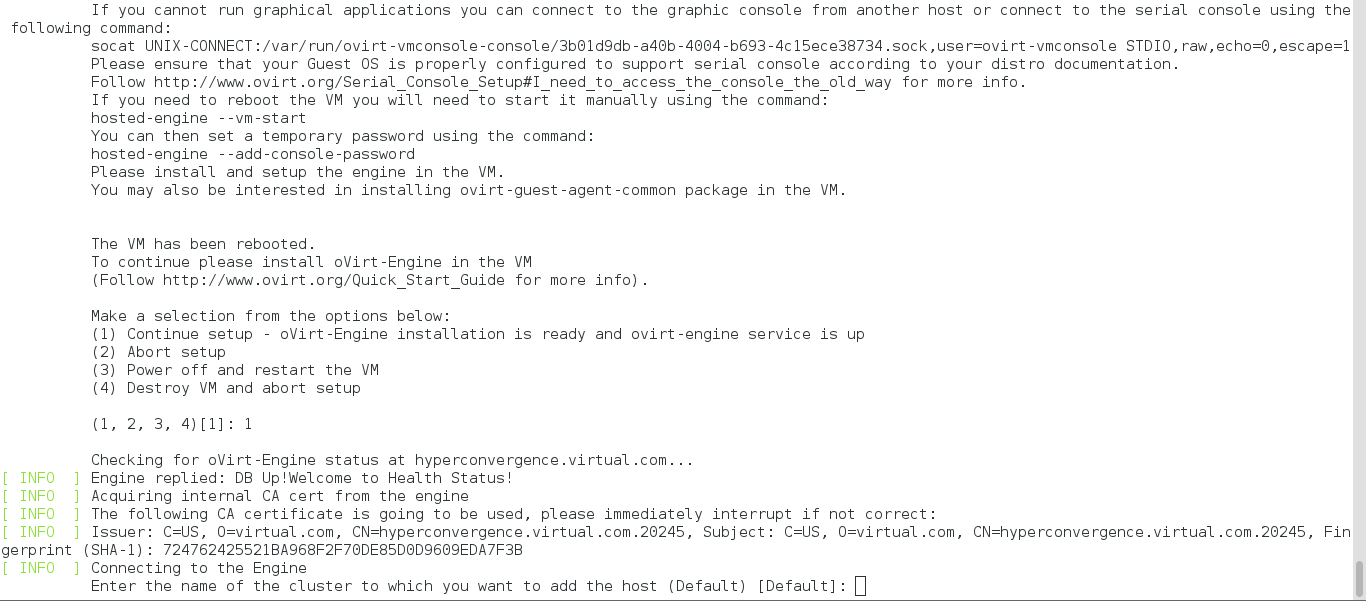 If you cannot run graphical applications you can connect to the graphic console from another host or connect to the serial console using the
following command:
socat UNIX-CONNECT:/var/run/ovirt-vmconsole-console/3b01d9db-a40b-4004-b693-4c15ece38734.sock,user=ovirt-vmconsole STDIO,raw,echo=0,escape=1
Please ensure that your Guest OS is properly configured to support serial console according to your distro documentation.
Follow http://www.ovirt.org/Serial_Console_Setup#I_need_to_access_the_console_the_old_way for more info.
If you need to reboot the VM you will need to start it manually using the command:
hosted-engine --vm-start
You can then set a temporary password using the command:
hosted-engine --add-console-password
Please install and setup the engine in the VM.
You may also be interested in installing ovirt-guest-agent-common package in the VM.
The VM has been rebooted.
To continue please install oVirt-Engine in the VM
(Follow http://www.ovirt.org/Quick_Start_Guide for more info).
Make a selection from the options below:
(1) Continue setup - oVirt-Engine installation is ready and ovirt-engine service is up
(2) Abort setup
(3) Power off and restart the VM
(4) Destroy VM and abort setup
(1, 2, 3, 4)[1]: 1
Checking for oVirt-Engine status at hyperconvergence.virtual.com...
[ INFO  ] Engine replied: DB Up!Welcome to Health Status!
[ INFO  ] Acquiring internal CA cert from the engine
[ INFO  ] The following CA certificate is going to be used, please immediately interrupt if not correct:
[ INFO  ] Issuer: C=US, O=virtual.com, CN=hyperconvergence.virtual.com.20245, Subject: C=US, O=virtual.com, CN=hyperconvergence.virtual.com.20245, Fin
gerprint (SHA-1): 724762425521BA968F2F70DE85D0D9609EDA7F3B
[ INFO  ] Connecting to the Engine
Enter the name of the cluster to which you want to add the host (Default) [Default]: